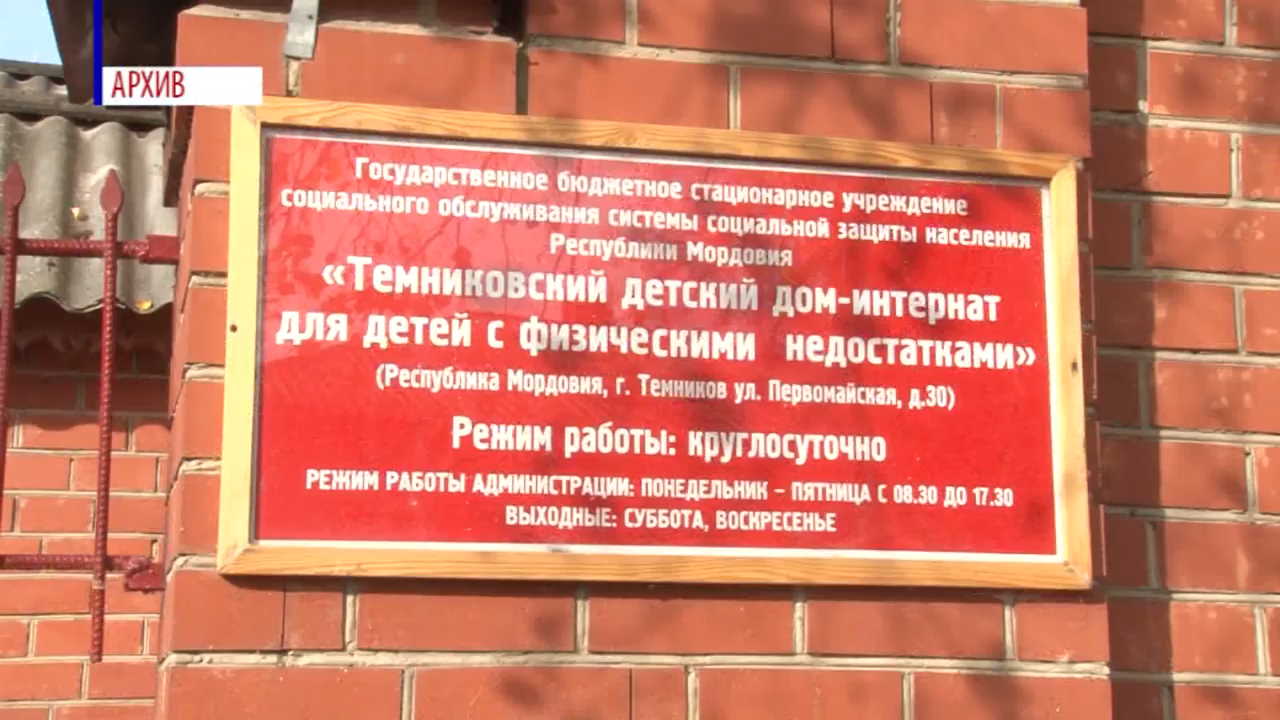 АРХИВ
Государственное бюджетное стационарное учреждение
социального обслуживания системы социальной защиты населения
Республики Мордовия
«Темниковский детский дом-интернат
для детей с физическими недостатками»
(Республика Мордовия, г. Темников ул. Первомайская, д.30)
Режим работы: круглосуточно
РЕЖИМ РАБОТЫ АДМИНИСТРАЦИИ: ПОНЕДЕЛЬНИК – ПЯТНИЦА С 08.30 ДО 17.30
ВЫХОДНЫЕ: СУББОТА, ВОСКРЕСЕНЬЕ